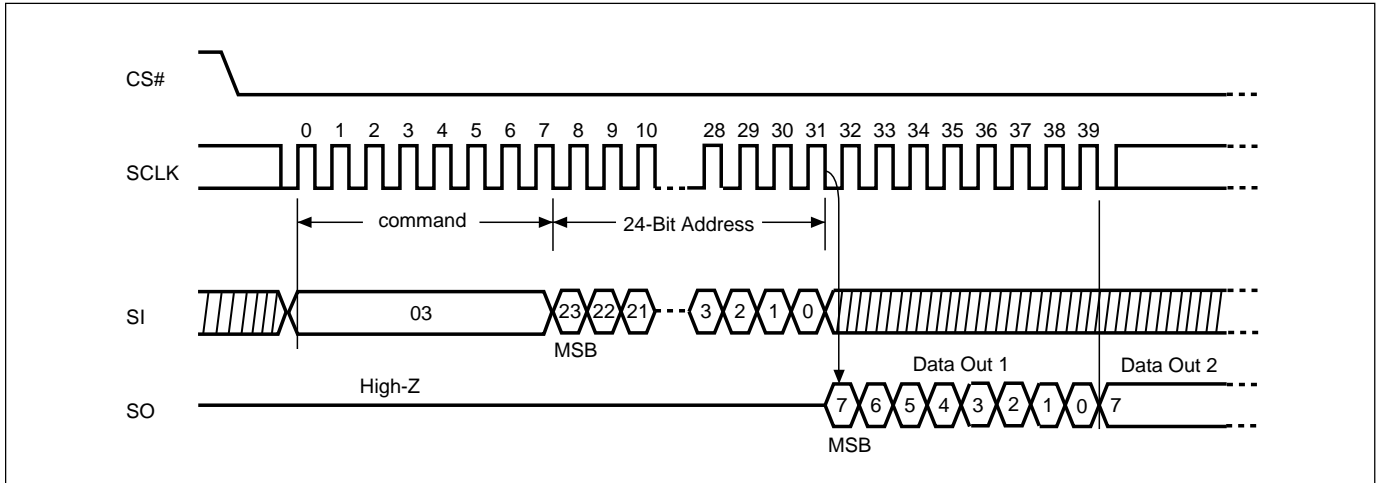 CS#
0 1 2 3 4 5 6 7 8 9 10 28 29 30 31 32 33 34 35 36 37 38 39
SCLK
command 24-Bit Address
SI 03 23 22 21 3 2 1 0
MSB
Data Out 1 Data Out 2
High-Z
SO 7 6 5 4 3 2 1 0 7
MSB